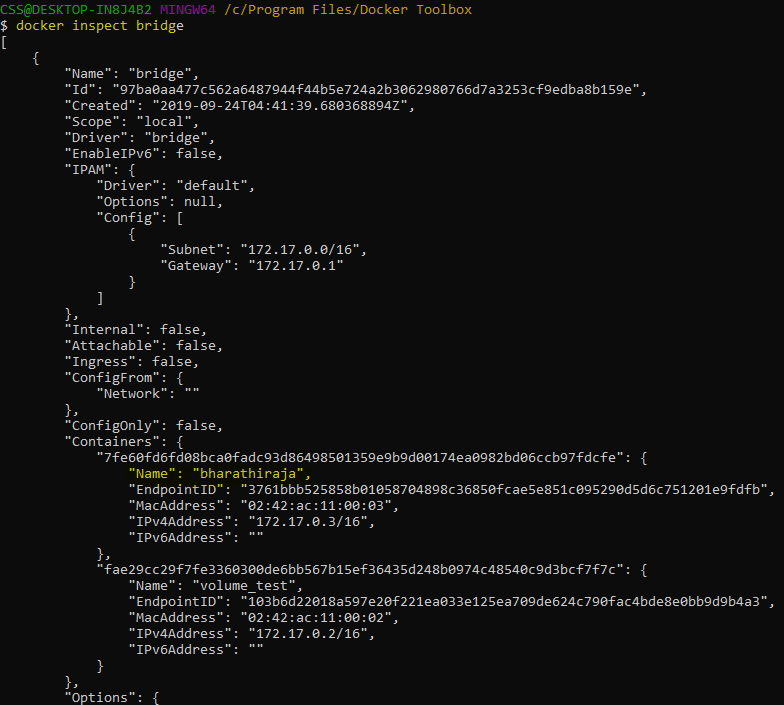 CSS@DESKTOP-IN8J4B2 MINGW64 /c/Program Files/Docker Toolbox
$ docker inspect bridge
[
    {
        "Name": "bridge",
        "Id": "97ba0aa477c562a6487944f44b5e724a2b3062980766d7a3253cf9edba8b159e",
        "Created": "2019-09-24T04:41:39.680368894Z",
        "Scope": "local",
        "Driver": "bridge",
        "EnableIPv6": false,
        "IPAM": {
            "Driver": "default",
            "Options": null,
            "Config": [
                {
                    "Subnet": "172.17.0.0/16",
                    "Gateway": "172.17.0.1"
                }
            ]
        },
        "Internal": false,
        "Attachable": false,
        "Ingress": false,
        "ConfigFrom": {
            "Network": ""
        },
        "ConfigOnly": false,
        "Containers": {
            "7fe60fd6fd08bca0fadc93d86498501359e9b9d00174ea0982bd06ccb97fdcfe": {
                "Name": "bharathiraja",
                "EndpointID": "3761bbb525858b01058704898c36850fcae5e851c095290d5d6c751201e9fdfb",
                "MacAddress": "02:42:ac:11:00:03",
                "IPv4Address": "172.17.0.3/16",
                "IPv6Address": ""
            },
            "fae29cc29f7fe3360300de6bb567b15ef36435d248b0974c48540c9d3bcf7f7c": {
                "Name": "volume_test",
                "EndpointID": "103b6d22018a597e20f221ea033e125ea709de624c790fac4bde8e0bb9d9b4a3",
                "MacAddress": "02:42:ac:11:00:02",
                "IPv4Address": "172.17.0.2/16",
                "IPv6Address": ""
            }
        },
        "Options": {